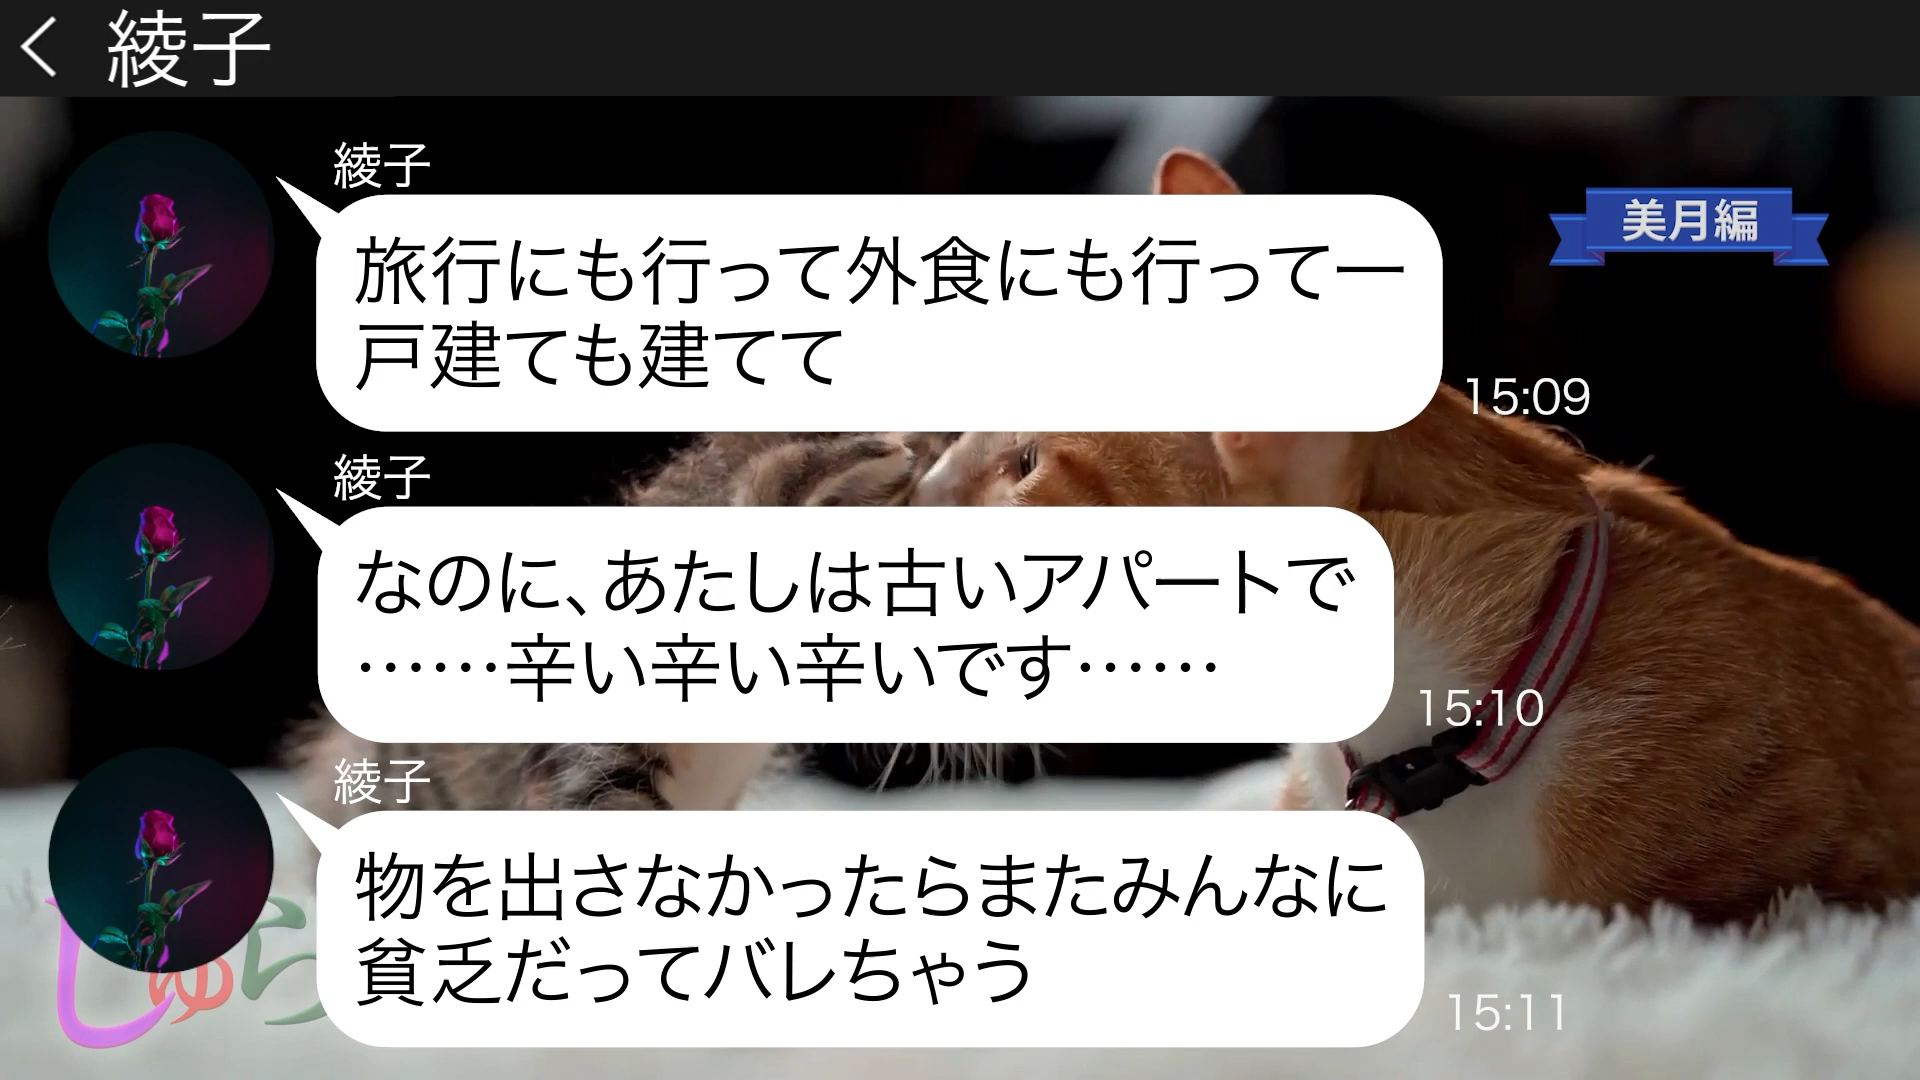 綾子
綾子
美月編
旅行にも行って外食にも行って一
戸建ても建てて
15:09
綾子
なのに、あたしは古いアパートで
……辛い辛い辛いです……
15:10
綾子
物を出さなかったらまたみんなに
貧乏だってバレちゃう
15:11
しゅら